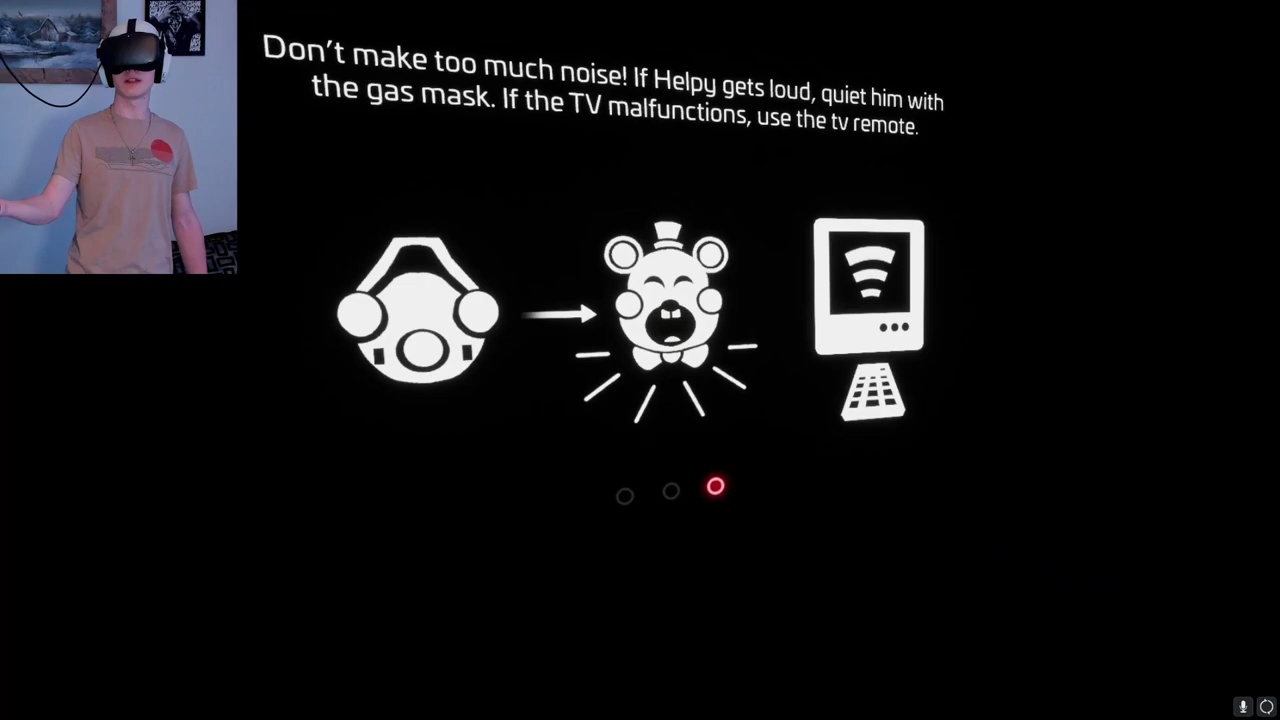 Don't make too much noise! If Helpy gets loud, quiet him with
the gas mask. If the TV malfunctions, use the tv remote.